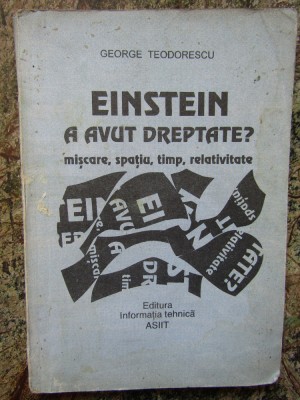 GEORGE TEODORESCU
EINSTEIN
A AVUT DREPTATE?
mişcare, spaţiu, timp, relativitate
Editura
Informaţia tehnică
ASIIT